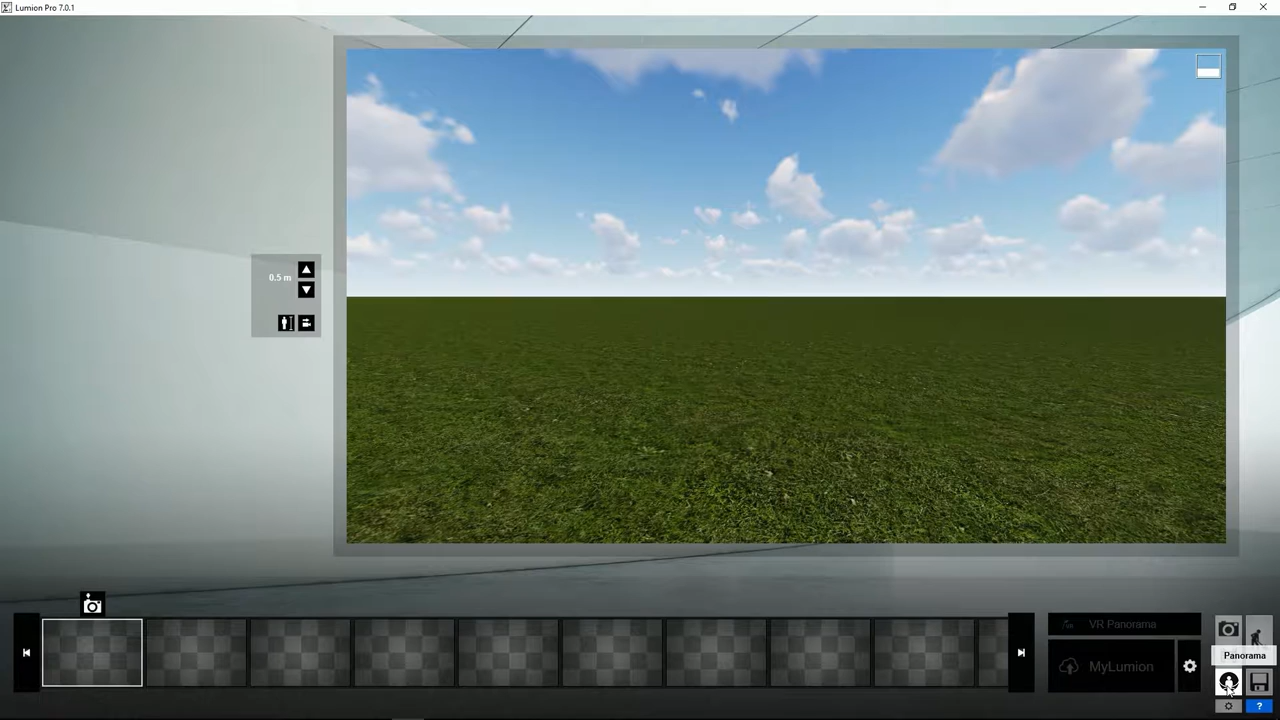 Lumion Pro 7.0.1
0.5 m
VR Panorama
Panorama
MyLumion
?